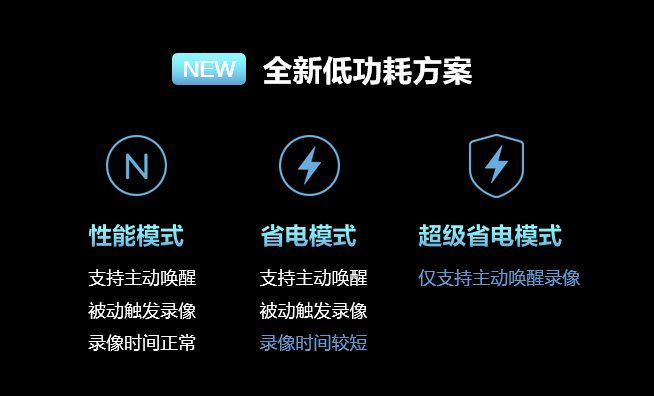 NEW 全新低功耗方案
N
性能模式 省电模式 超级省电模式
支持主动唤醒 支持主动唤醒 仅支持主动唤醒录像
被动触发录像 被动触发录像
录像时间正常 录像时间较短